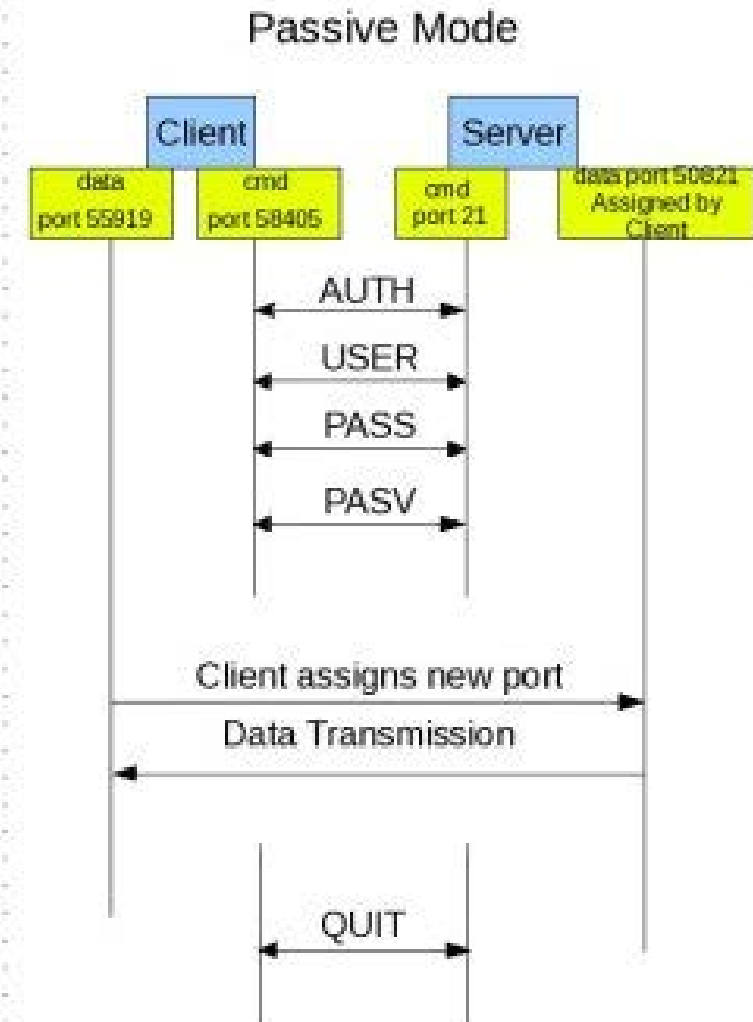 Passive Mode
Client
Server
data
port 55919
cmd
port 58405
cmd
port 21
data port 50821
Assigned by
Client
AUTH
USER
PASS
PASV
Client assigns new port
Data Transmission
QUIT